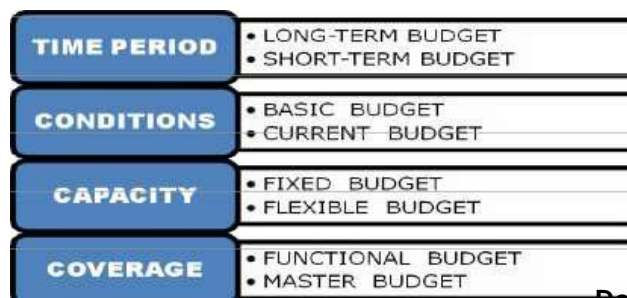 TIME PERIOD
• LONG-TERM BUDGET
• SHORT-TERM BUDGET
CONDITIONS
• BASIC BUDGET
• CURRENT BUDGET
CAPACITY
• FIXED BUDGET
• FLEXIBLE BUDGET
COVERAGE
• FUNCTIONAL BUDGET
• MASTER BUDGET